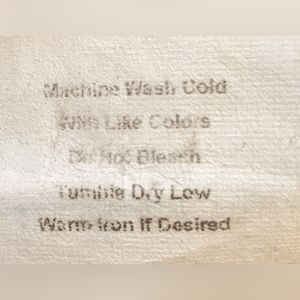 Machine Wash Cold
With Like Colors
Do Not Bleach
Tumble Dry Low
Warm Iron If Desired